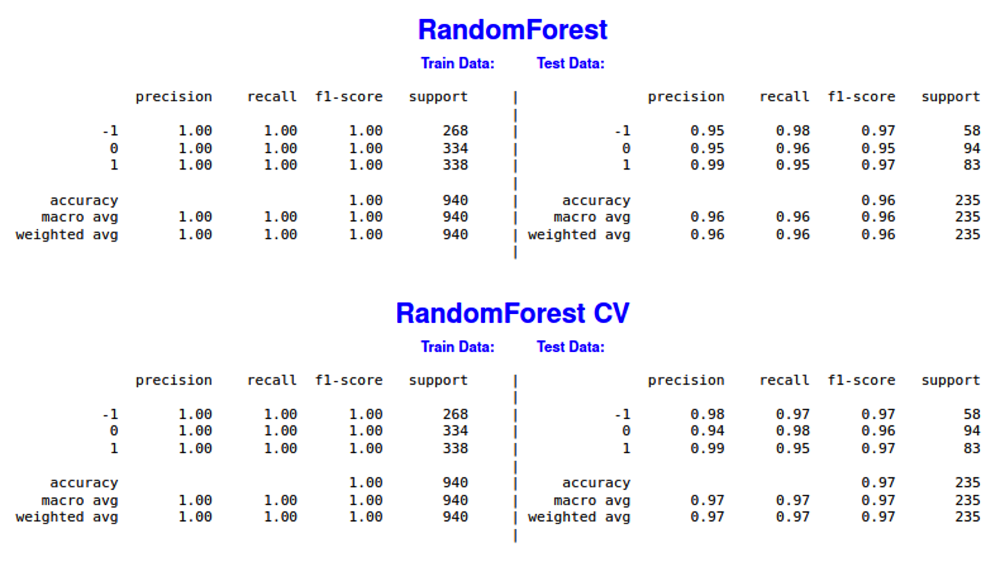 RandomForest
Train Data: Test Data:
precision recall f1-score support | precision recall f1-score support
|
-1 1.00 1.00 1.00 268 | -1 0.95 0.98 0.97 58
0 1.00 1.00 1.00 334 | 0 0.95 0.96 0.95 94
1 1.00 1.00 1.00 338 | 1 0.99 0.95 0.97 83
|
accuracy 1.00 940 | accuracy 0.96 235
macro avg 1.00 1.00 1.00 940 | macro avg 0.96 0.96 0.96 235
weighted avg 1.00 1.00 1.00 940 | weighted avg 0.96 0.96 0.96 235
|
RandomForest CV
Train Data: Test Data:
precision recall f1-score support | precision recall f1-score support
|
-1 1.00 1.00 1.00 268 | -1 0.98 0.97 0.97 58
0 1.00 1.00 1.00 334 | 0 0.94 0.98 0.96 94
1 1.00 1.00 1.00 338 | 1 0.99 0.95 0.97 83
|
accuracy 1.00 940 | accuracy 0.97 235
macro avg 1.00 1.00 1.00 940 | macro avg 0.97 0.97 0.97 235
weighted avg 1.00 1.00 1.00 940 | weighted avg 0.97 0.97 0.97 235
|